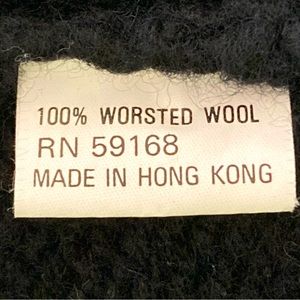 100% WORSTED WOOL
RN 59168
MADE IN HONG KONG